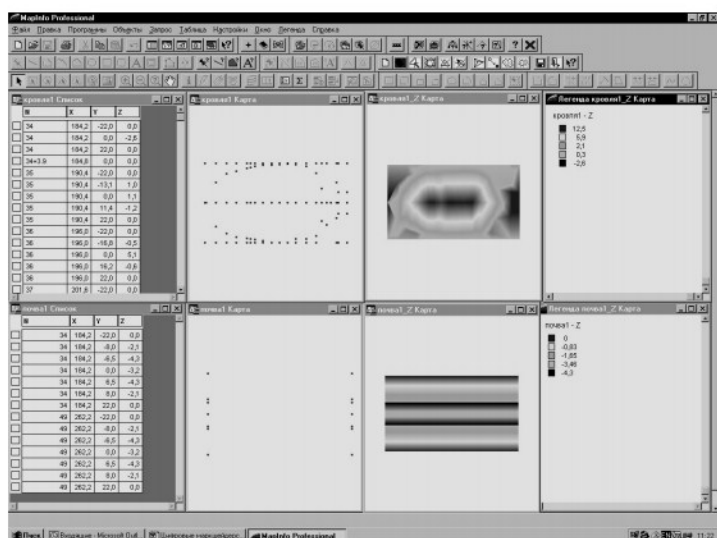 MapInfo Professional
Файл Правка Программы Объекты Запрос Таблица Настройки Окно Легенда Справка
кровля1 Список
N X Y Z
34 184,2 -22,0 0,0
34 184,2 0,0 -2,6
34 184,2 22,0 0,0
34+3,9 0,0 0,0
35 190,4 -22,0 0,0
35 190,4 -13,1 1,0
35 190,4 0,0 1,1
35 190,4 11,4 -1,2
35 190,4 22,0 0,0
36 196,0 -22,0 0,0
36 196,0 -0,5
36 196,0 0,0 5,1
36 196,0 16,2 -0,6
36 196,0 22,0 0,0
37 201,6 -22,0 0,0
кровля1 Карта
кровля1_Z Карта
Легенда кровля1_Z Карта
кровля1 - Z
12,5
5,9
2,1
0,3
-2,6
почва1 Список
N X Y Z
34 184,2 -22,0 0,0
34 184,2 -8,0 -2,1
34 184,2 -6,5 -4,3
34 184,2 0,0 -3,2
34 184,2 6,5 -4,3
34 184,2 8,0 -2,1
34 184,2 22,0 0,0
49 262,2 -22,0 0,0
49 262,2 -8,0 -2,1
49 262,2 -6,5 -4,3
49 262,2 0,0 -3,2
49 262,2 6,5 -4,3
49 262,2 8,0 -2,1
49 262,2 22,0 0,0
почва1 Карта
почва1_Z Карта
Легенда почва1_Z Карта
почва1 - Z
0
-0,83
-1,85
-3,46
-4,3
Пуск Входящие - Microsoft Outl... Цифровые маркшейдерс... MapInfo Professional EN 11:22